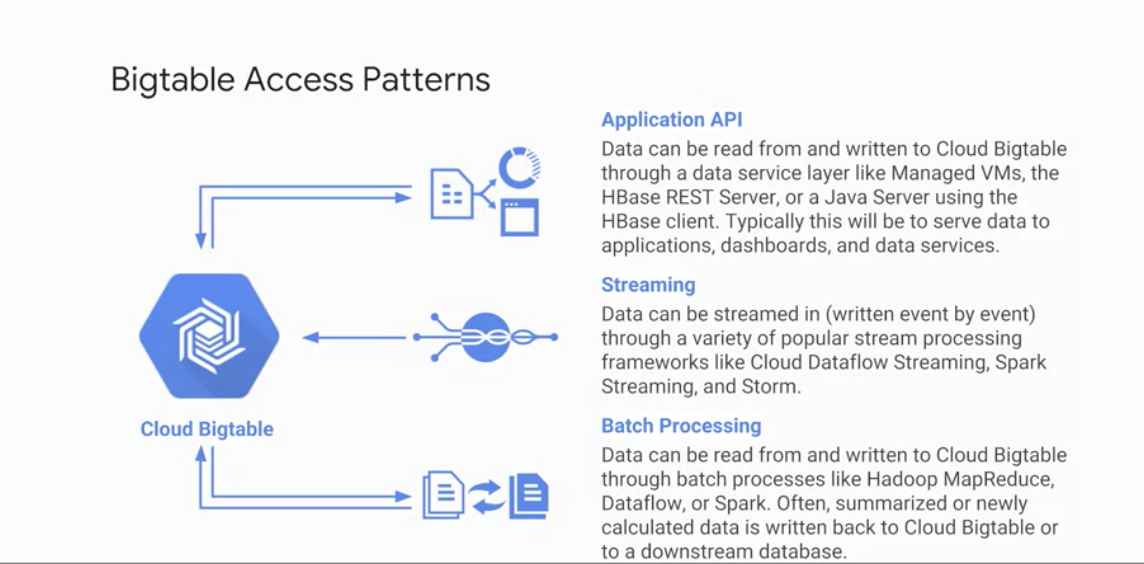 Bigtable Access Patterns
Application API
Data can be read from and written to Cloud Bigtable
through a data service layer like Managed VMs, the
HBase REST Server, or a Java Server using the
HBase client. Typically this will be to serve data to
applications, dashboards, and data services.
Streaming
Data can be streamed in (written event by event)
through a variety of popular stream processing
frameworks like Cloud Dataflow Streaming, Spark
Streaming, and Storm.
Cloud Bigtable
Batch Processing
Data can be read from and written to Cloud Bigtable
through batch processes like Hadoop MapReduce,
Dataflow, or Spark. Often, summarized or newly
calculated data is written back to Cloud Bigtable or
to a downstream database.